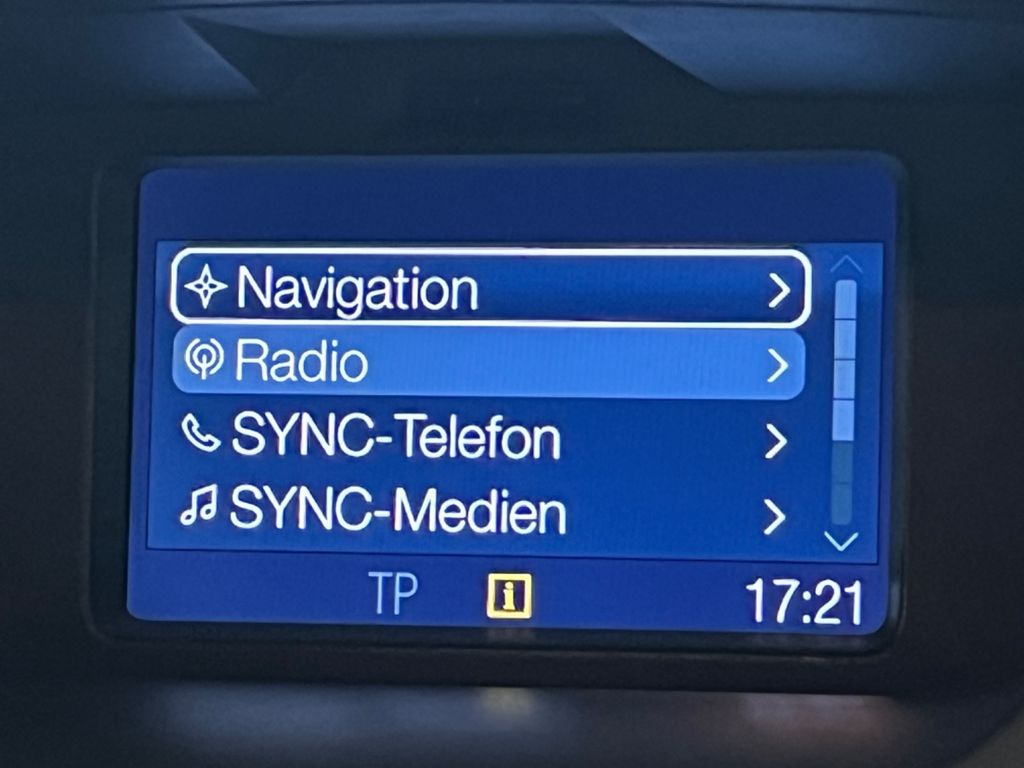 Navigation
Radio
SYNC-Telefon
SYNC-Medien
TP i 17:21